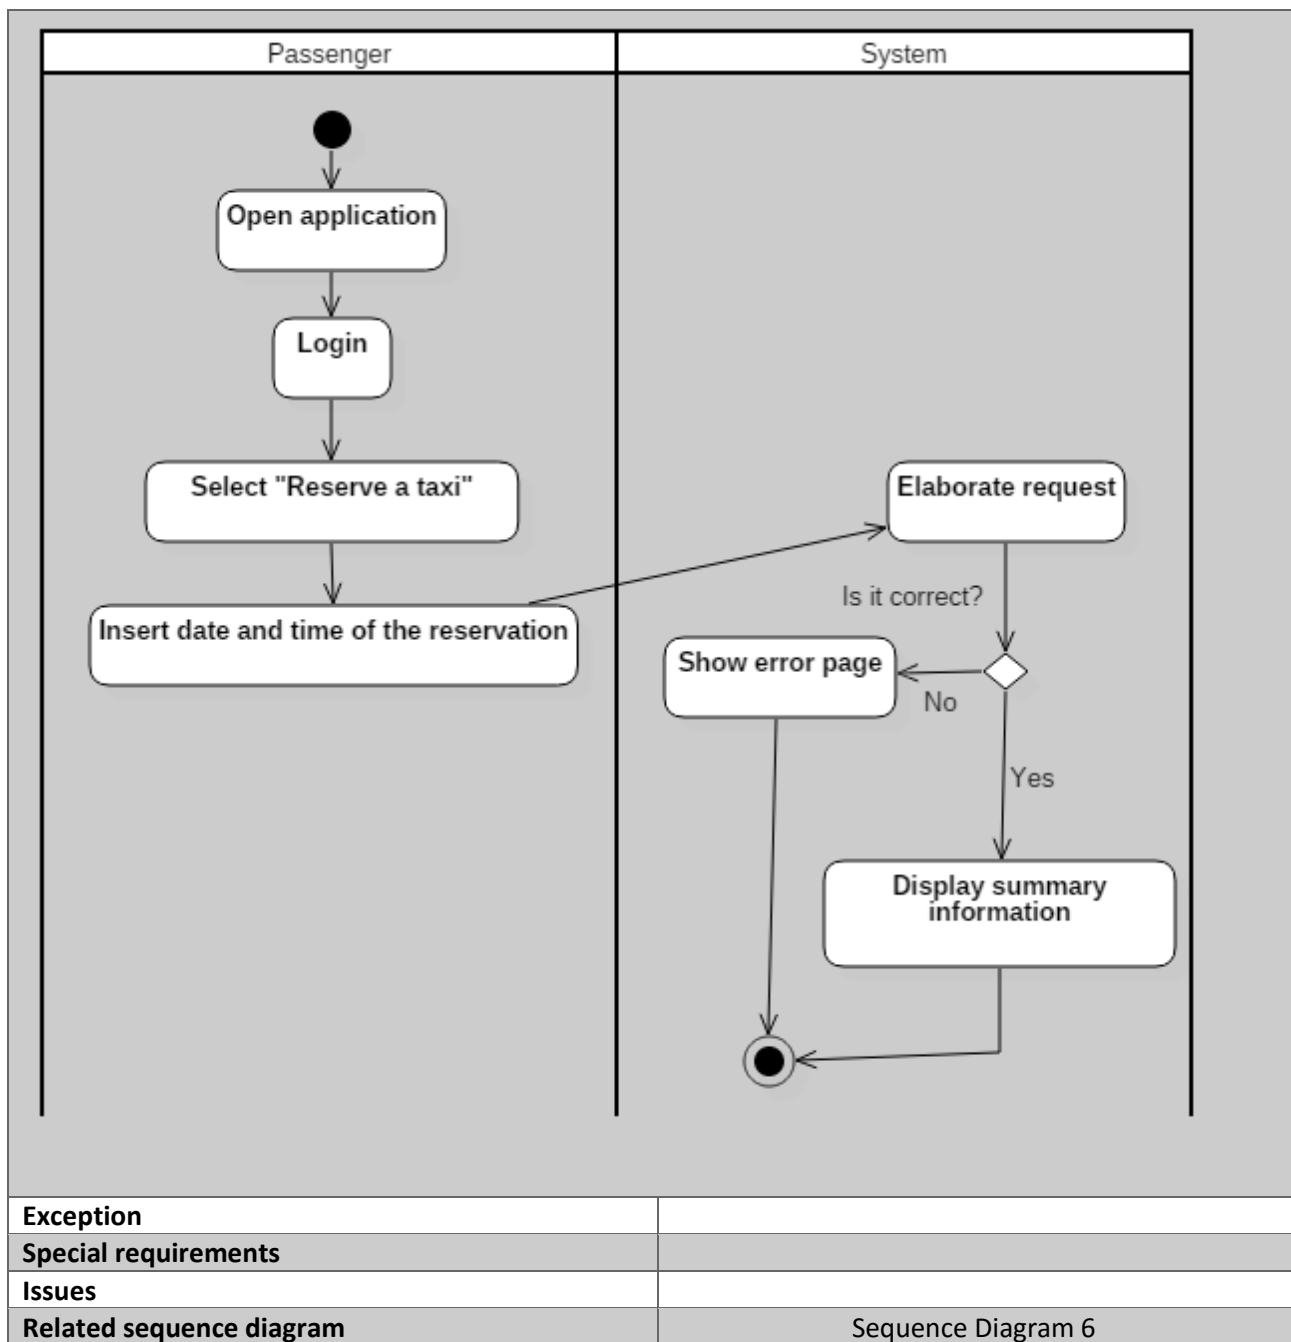 Passenger
System
Open application
Login
Select "Reserve a taxi"
Elaborate request
Insert date and time of the reservation
Is it correct?
Show error page
No
Yes
Display summary
information
Exception
Special requirements
Issues
Related sequence diagram
Sequence Diagram 6